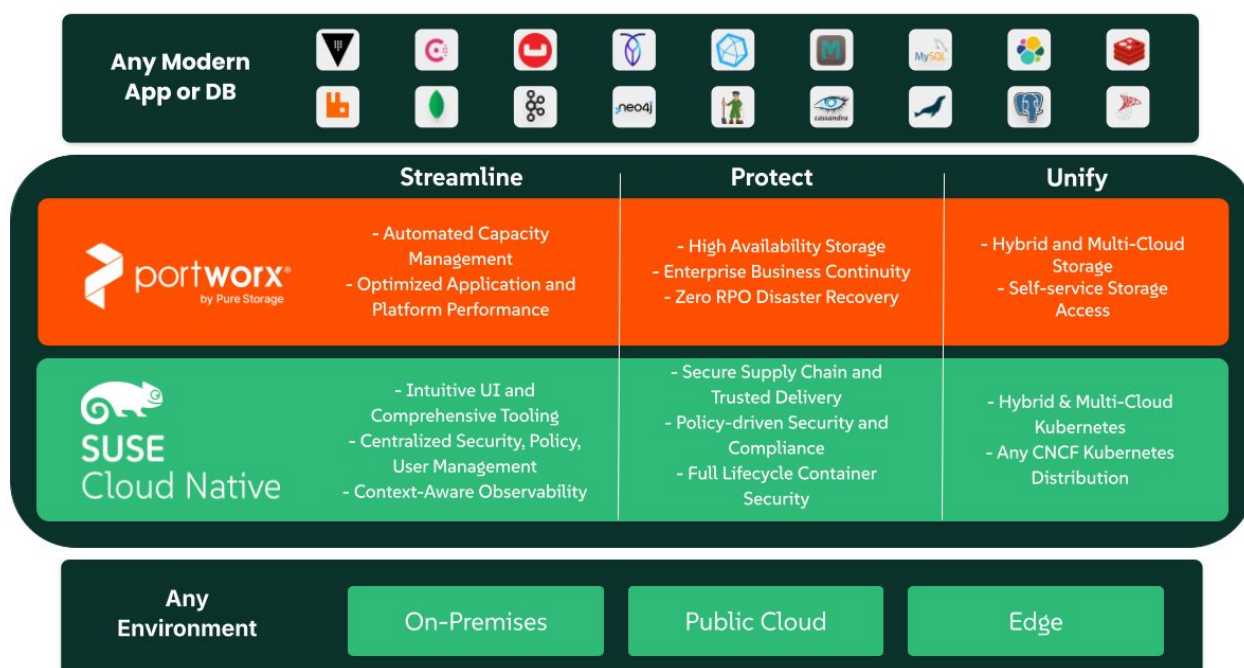 Any Modern
App or DB
MySQL
neo4j
cassandra
Streamline
Protect
Unify
portworx®
by Pure Storage
- Automated Capacity
Management
- Optimized Application and
Platform Performance
- High Availability Storage
- Enterprise Business Continuity
- Zero RPO Disaster Recovery
- Hybrid and Multi-Cloud
Storage
- Self-service Storage
Access
SUSE
Cloud Native
- Intuitive UI and
Comprehensive Tooling
- Centralized Security, Policy,
User Management
- Context-Aware Observability
- Secure Supply Chain and
Trusted Delivery
- Policy-driven Security and
Compliance
- Full Lifecycle Container
Security
- Hybrid & Multi-Cloud
Kubernetes
- Any CNCF Kubernetes
Distribution
Any
Environment
On-Premises
Public Cloud
Edge